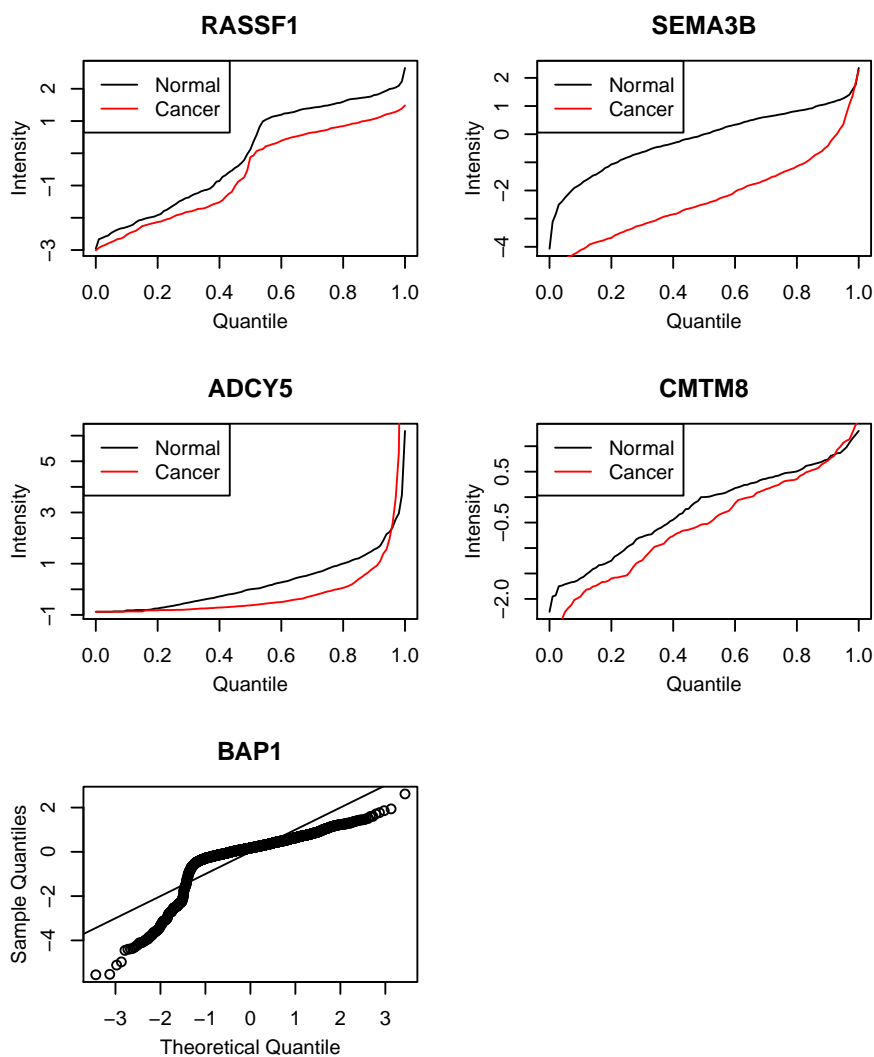 RASSF1
Normal
Cancer
Intensity
2
1
−1
−3
0.0 0.2 0.4 0.6 0.8 1.0
Quantile
SEMA3B
Normal
Cancer
Intensity
2
1
0
−2
−4
0.0 0.2 0.4 0.6 0.8 1.0
Quantile
ADCY5
Normal
Cancer
Intensity
5
3
1
−1
0.0 0.2 0.4 0.6 0.8 1.0
Quantile
CMTM8
Normal
Cancer
Intensity
0.5
−0.5
−2.0
0.0 0.2 0.4 0.6 0.8 1.0
Quantile
BAP1
Sample Quantiles
2
0
−2
−4
−3 −2 −1 0 1 2 3
Theoretical Quantile